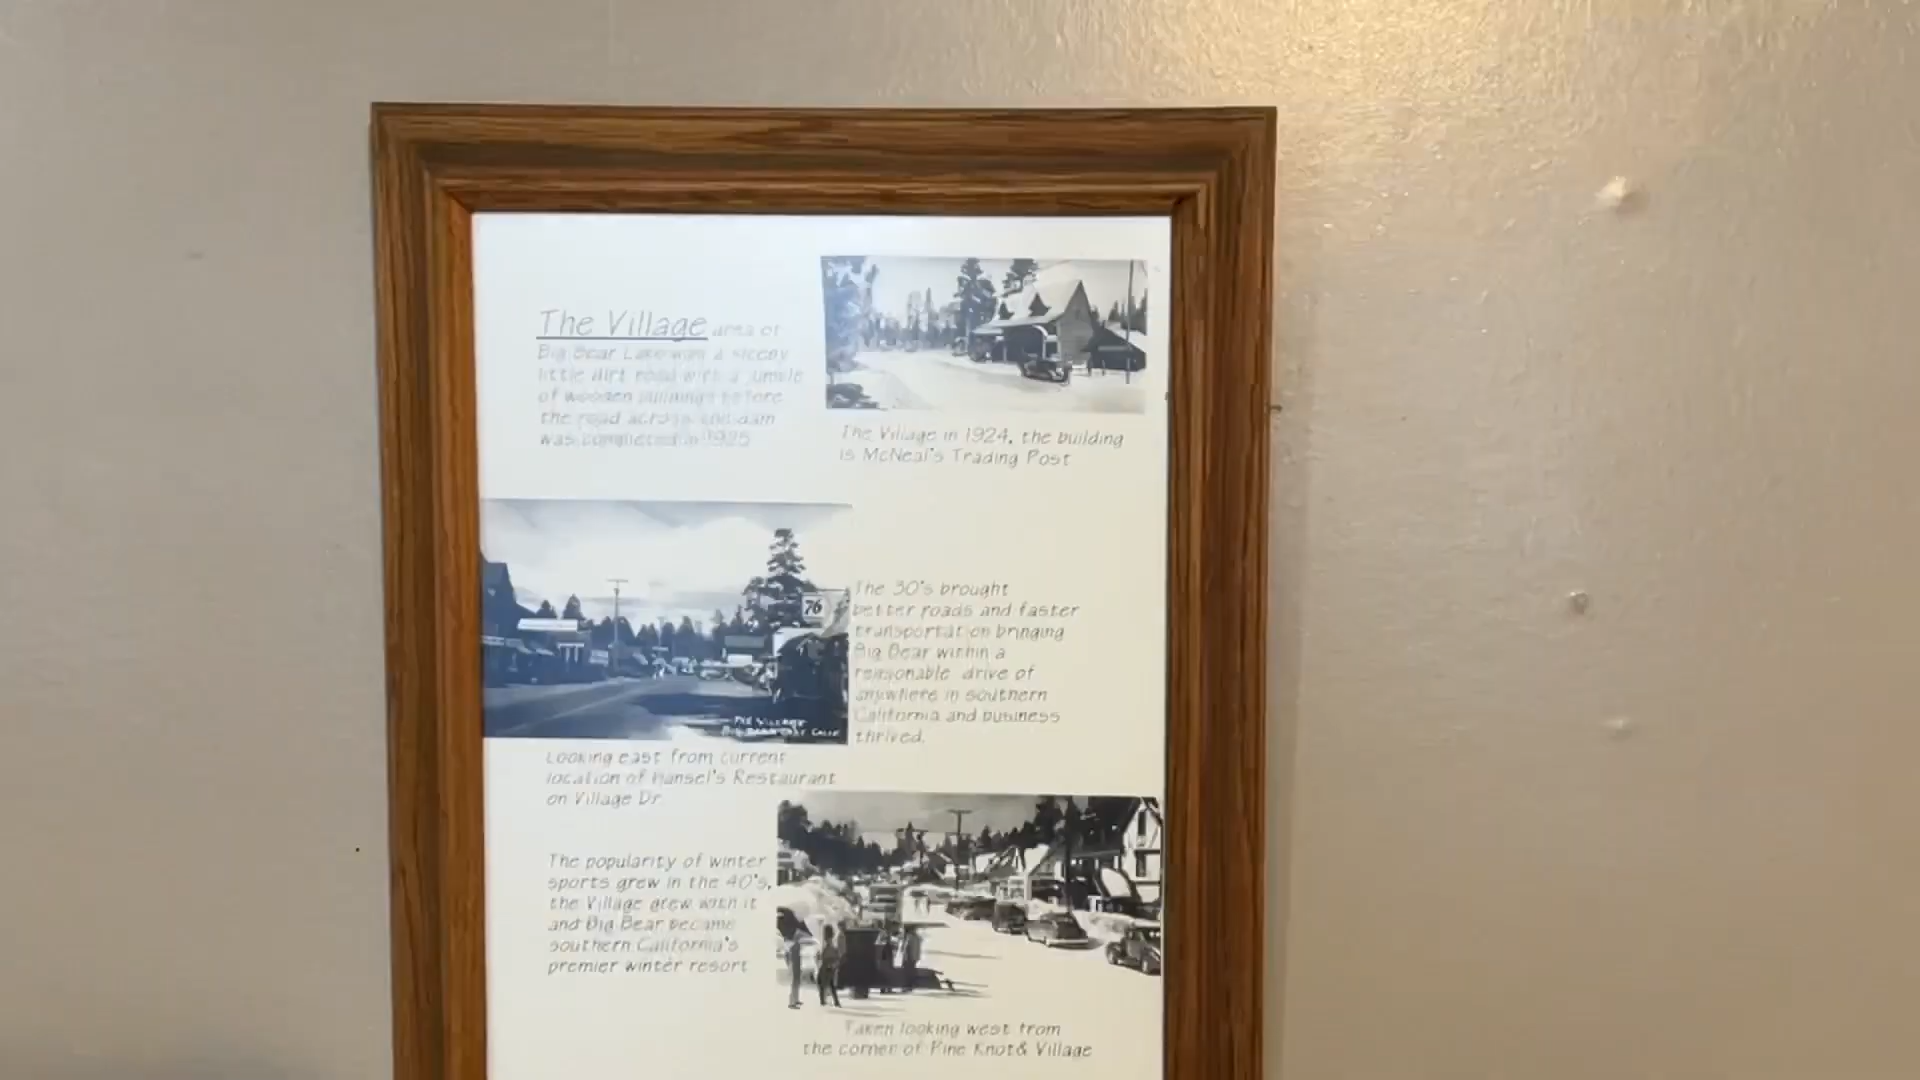 The Village area of
Big Bear Lake was a
little dirt road with a jumble
of wooden buildings before
the road across the dam
was completed in
The Village in 1924, the building
is McNeal's Trading Post
76
The 30's brought
better roads and faster
transportation bringing
Big Bear within a
reasonable drive of
anywhere in southern
California and business
thrived.
THE VILLAGE
CALIF
Looking east from current
location of Hansel's Restaurant
on Village Dr.
The popularity of winter
sports grew in the 40's,
the Village grew with it
and Big Bear became
southern California's
premier winter resort
Taken looking west from
the corner of Pine Knot & Village